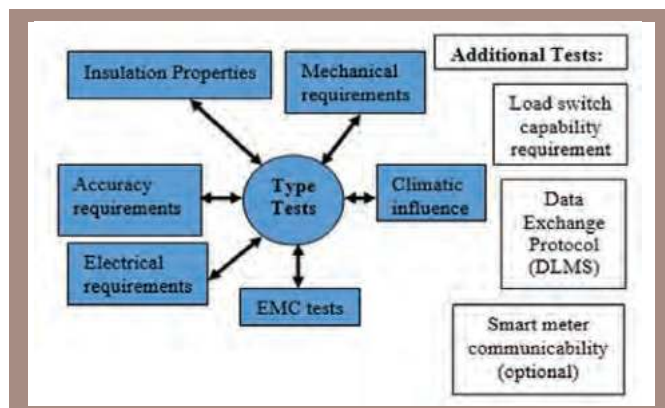 Insulation Properties
Mechanical
requirements
Additional Tests:
Load switch
capability
requirement
Accuracy
requirements
Type
Tests
Climatic
influence
Data
Exchange
Protocol
(DLMS)
Electrical
requirements
EMC tests
Smart meter
communicability
(optional)